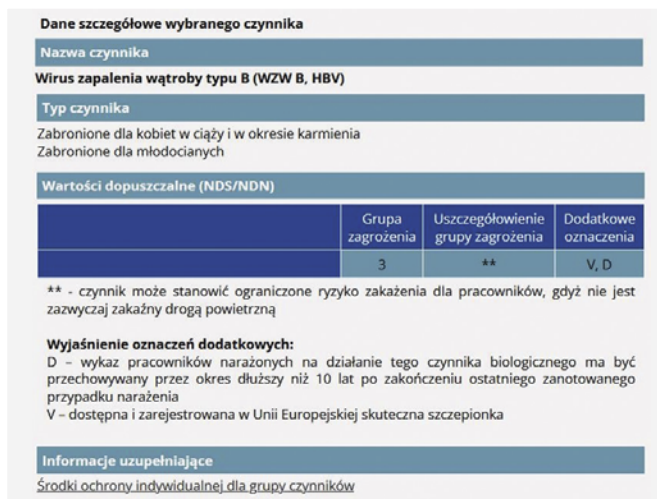 Dane szczegółowe wybranego czynnika
Nazwa czynnika
Wirus zapalenia wątroby typu B (WZW B, HBV)
Typ czynnika
Zabronione dla kobiet w ciąży i w okresie karmienia
Zabronione dla młodocianych
Wartości dopuszczalne (NDS/NDN)
Grupa zagrożenia
Uszczegółowienie grupy zagrożenia
Dodatkowe oznaczenia
3 ** V, D
** - czynnik może stanowić ograniczone ryzyko zakażenia dla pracowników, gdyż nie jest
zazwyczaj zakaźny drogą powietrzną
Wyjaśnienie oznaczeń dodatkowych:
D – wykaz pracowników narażonych na działanie tego czynnika biologicznego ma być
przechowywany przez okres dłuższy niż 10 lat po zakończeniu ostatniego zanotowanego
przypadku narażenia
V – dostępna i zarejestrowana w Unii Europejskiej skuteczna szczepionka
Informacje uzupełniające
Środki ochrony indywidualnej dla grupy czynników